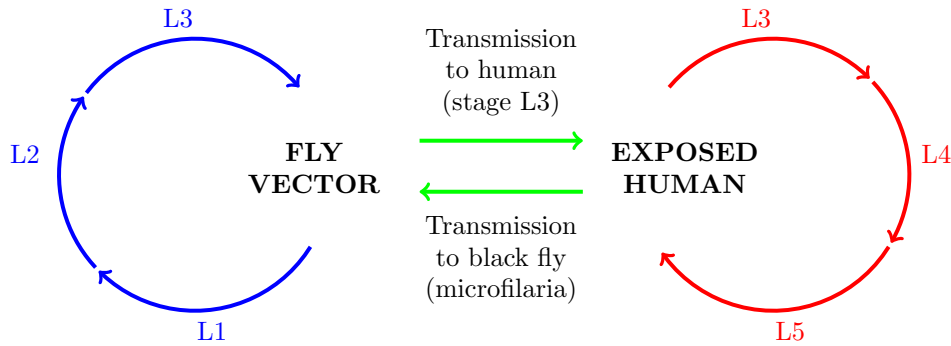 L3
L2
L1
FLY
VECTOR
Transmission
to human
(stage L3)
Transmission
to black fly
(microfilaria)
EXPOSED
HUMAN
L3
L4
L5